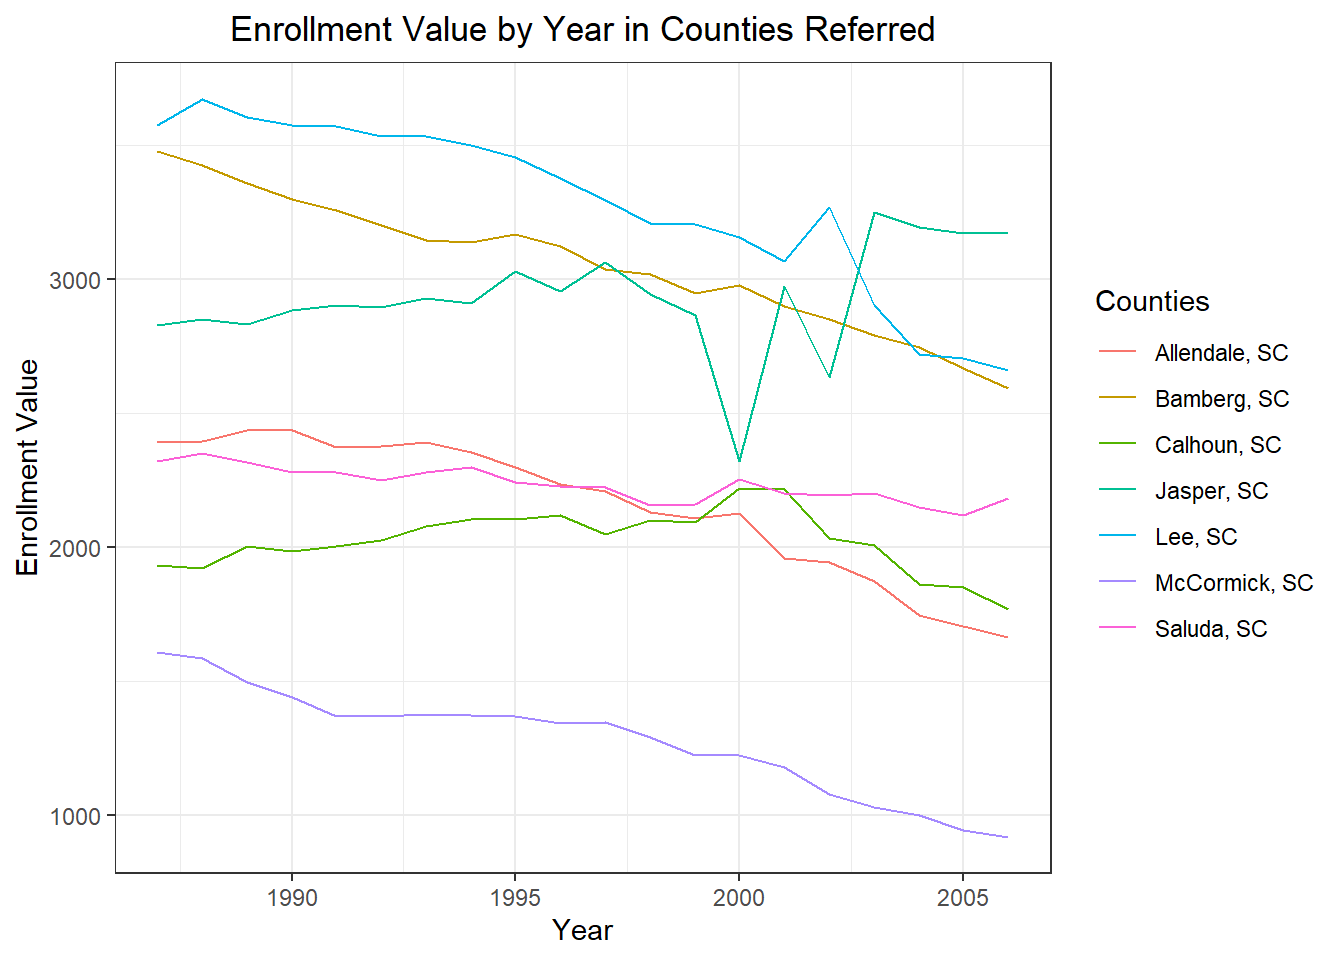 Enrollment Value by Year in Counties Referred
Enrollment Value
3000
2000
1000
1990
1995
2000
2005
Year
Counties
Allendale, SC
Bamberg, SC
Calhoun, SC
Jasper, SC
Lee, SC
McCormick, SC
Saluda, SC